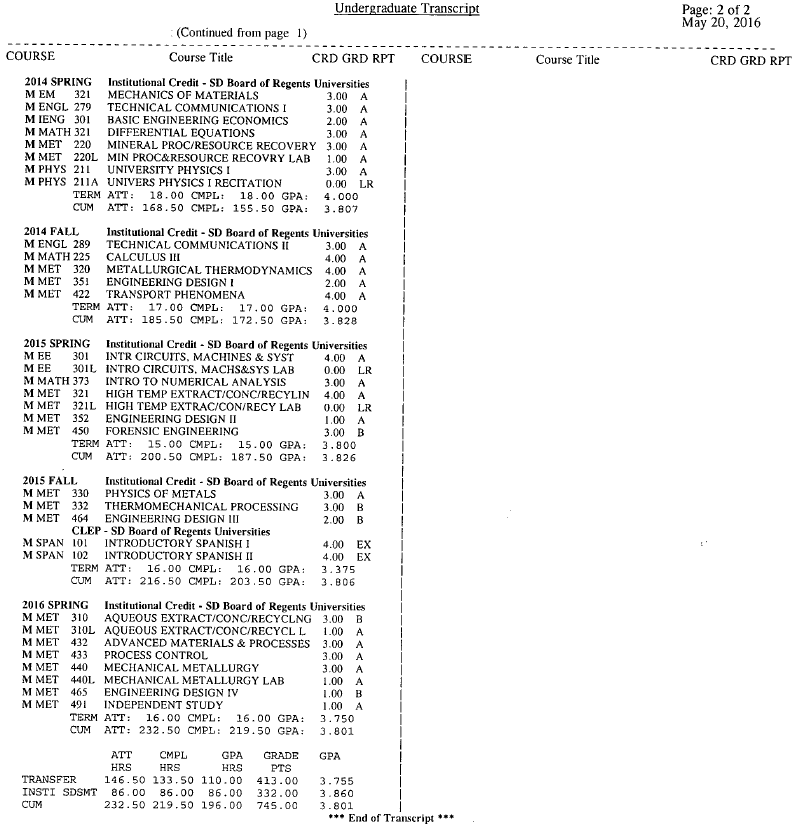 Undergraduate Transcript
Page: 2 of 2
May 20, 2016
(Continued from page 1)
COURSE Course Title CRD GRD RPT COURSE Course Title CRD GRD RPT
2014 SPRING Institutional Credit - SD Board of Regents Universities
M EM 321 MECHANICS OF MATERIALS 3.00 A
M ENGL 279 TECHNICAL COMMUNICATIONS I 3.00 A
M IENG 301 BASIC ENGINEERING ECONOMICS 2.00 A
M MATH 321 DIFFERENTIAL EQUATIONS 3.00 A
M MET 220 MINERAL PROC/RESOURCE RECOVERY 3.00 A
M MET 220L MIN PROC&RESOURCE RECOVRY LAB 1.00 A
M PHYS 211 UNIVERSITY PHYSICS I 3.00 A
M PHYS 211A UNIVERS PHYSICS I RECITATION 0.00 LR
TERM ATT: 18.00 CMPL: 18.00 GPA: 4.000
CUM ATT: 168.50 CMPL: 155.50 GPA: 3.807
2014 FALL Institutional Credit - SD Board of Regents Universities
M ENGL 289 TECHNICAL COMMUNICATIONS II 3.00 A
M MATH 225 CALCULUS III 4.00 A
M MET 320 METALLURGICAL THERMODYNAMICS 4.00 A
M MET 351 ENGINEERING DESIGN I 2.00 A
M MET 422 TRANSPORT PHENOMENA 4.00 A
TERM ATT: 17.00 CMPL: 17.00 GPA: 4.000
CUM ATT: 185.50 CMPL: 172.50 GPA: 3.828
2015 SPRING Institutional Credit - SD Board of Regents Universities
M EE 301 INTR CIRCUITS, MACHINES & SYST 4.00 A
M EE 301L INTRO CIRCUITS, MACHS&SYS LAB 0.00 LR
M MATH 373 INTRO TO NUMERICAL ANALYSIS 3.00 A
M MET 321 HIGH TEMP EXTRACT/CONC/RECYLIN 4.00 A
M MET 321L HIGH TEMP EXTRAC/CON/RECY LAB 0.00 LR
M MET 352 ENGINEERING DESIGN II 1.00 A
M MET 450 FORENSIC ENGINEERING 3.00 B
TERM ATT: 15.00 CMPL: 15.00 GPA: 3.800
CUM ATT: 200.50 CMPL: 187.50 GPA: 3.826
2015 FALL Institutional Credit - SD Board of Regents Universities
M MET 330 PHYSICS OF METALS 3.00 A
M MET 332 THERMOMECHANICAL PROCESSING 3.00 B
M MET 464 ENGINEERING DESIGN III 2.00 B
CLEP - SD Board of Regents Universities
M SPAN 101 INTRODUCTORY SPANISH I 4.00 EX
M SPAN 102 INTRODUCTORY SPANISH II 4.00 EX
TERM ATT: 16.00 CMPL: 16.00 GPA: 3.375
CUM ATT: 216.50 CMPL: 203.50 GPA: 3.806
2016 SPRING Institutional Credit - SD Board of Regents Universities
M MET 310 AQUEOUS EXTRACT/CONC/RECYCLNG 3.00 B
M MET 310L AQUEOUS EXTRACT/CONC/RECYCL L 1.00 A
M MET 432 ADVANCED MATERIALS & PROCESSES 3.00 A
M MET 433 PROCESS CONTROL 3.00 A
M MET 440 MECHANICAL METALLURGY 3.00 A
M MET 440L MECHANICAL METALLURGY LAB 1.00 A
M MET 465 ENGINEERING DESIGN IV 1.00 B
M MET 491 INDEPENDENT STUDY 1.00 A
TERM ATT: 16.00 CMPL: 16.00 GPA: 3.750
CUM ATT: 232.50 CMPL: 219.50 GPA: 3.801
ATT CMPL GPA GRADE GPA
HRS HRS HRS PTS
TRANSFER 146.50 133.50 110.00 413.00 3.755
INSTI SDSMT 86.00 86.00 86.00 332.00 3.860
CUM 232.50 219.50 196.00 745.00 3.801
*** End of Transcript ***